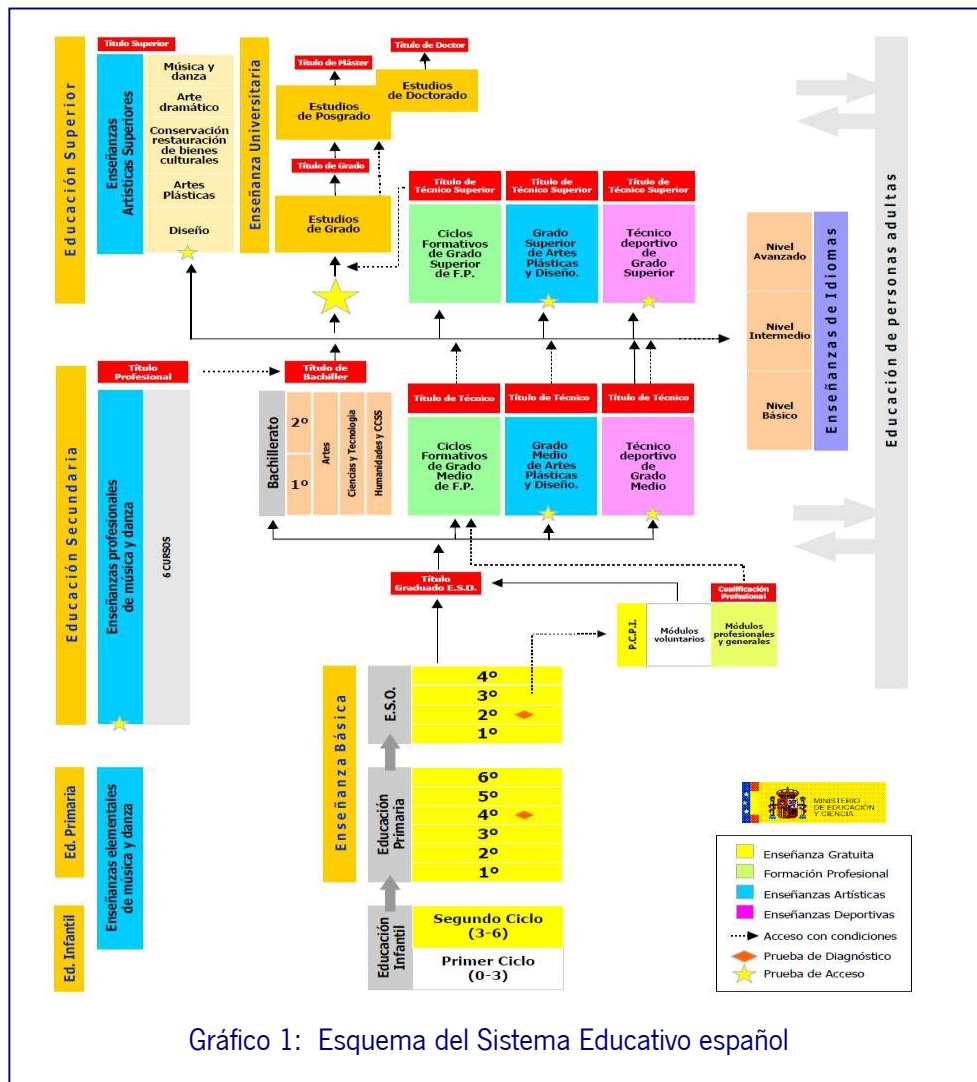 Educación Superior
Título Superior
Enseñanzas
Artísticas Superiores
Música y
danza
Arte
dramático
Conservación
restauración
de bienes
culturales
Artes
Plásticas
Diseño
Enseñanza Universitaria
Título de Máster
Título de Doctor
Estudios
de Posgrado
Estudios
de Doctorado
Título de Grado
Estudios
de Grado
Título de
Técnico Superior
Título de
Técnico Superior
Título de
Técnico Superior
Ciclos
Formativos
de Grado
Superior
de F.P.
Grado
Superior
de Artes
Plásticas
y Diseño.
Técnico
deportivo
de
Grado
Superior
Nivel
Avanzado
Nivel
Intermedio
Nivel
Básico
Enseñanzas de Idiomas
Educación de personas adultas
Educación Secundaria
Título
Profesional
Enseñanzas profesionales
de música y danza
6 CURSOS
Título de
Bachiller
Bachillerato
2º
1º
Artes
Ciencias y Tecnología
Humanidades y CCSS
Título de Técnico
Título de Técnico
Título de Técnico
Ciclos
Formativos
de Grado
Medio
de F.P.
Grado
Medio
de Artes
Plásticas
y Diseño.
Técnico
deportivo
de
Grado
Medio
Título
Graduado E.S.O.
Cualificación
Profesional
P.C.P.I.
Módulos
voluntarios
Módulos
profesionales
y generales
Enseñanza Básica
E.S.O.
4º
3º
2º
1º
Ed. Primaria
Enseñanzas elementales
de música y danza
Educación
Primaria
6º
5º
4º
3º
2º
1º
Ed. Infantil
Educación
Infantil
Segundo Ciclo
(3-6)
Primer Ciclo
(0-3)
MINISTERIO
DE EDUCACIÓN
Y CIENCIA
Enseñanza Gratuita
Formación Profesional
Enseñanzas Artísticas
Enseñanzas Deportivas
Acceso con condiciones
Prueba de Diagnóstico
Prueba de Acceso
Gráfico 1: Esquema del Sistema Educativo español